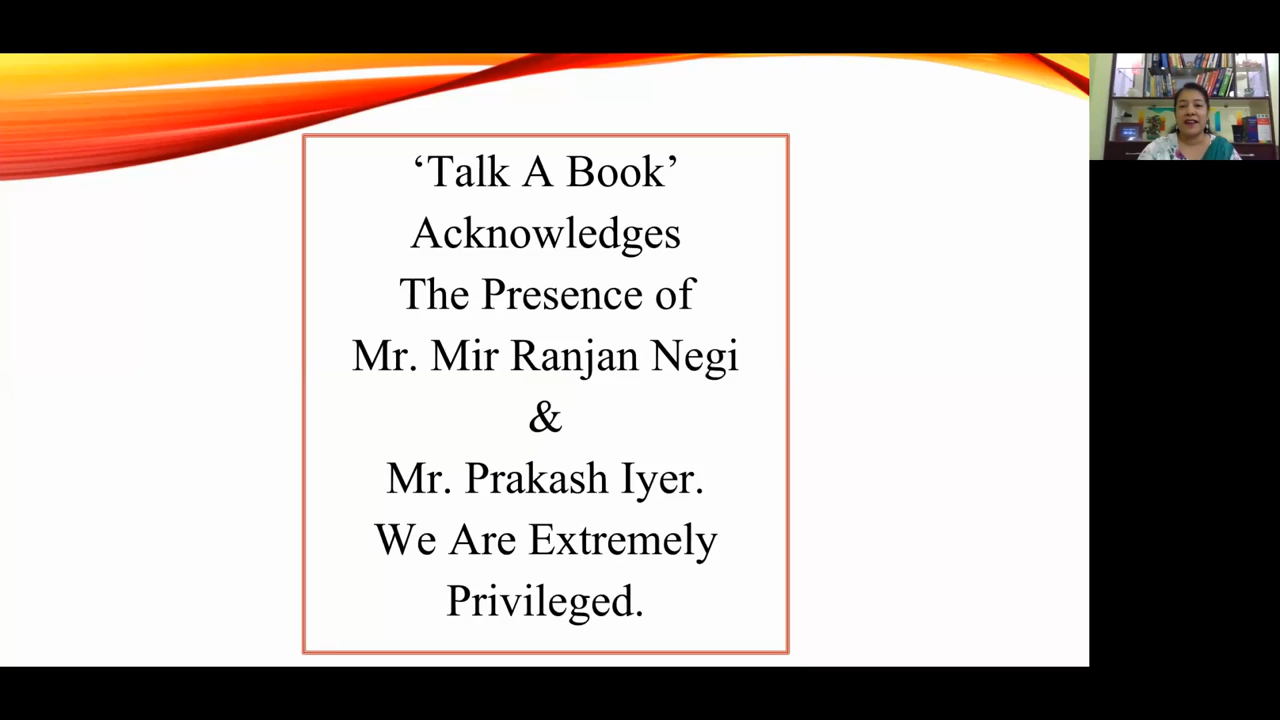 ‘Talk A Book’
Acknowledges
The Presence of
Mr. Mir Ranjan Negi
&
Mr. Prakash Iyer.
We Are Extremely
Privileged.